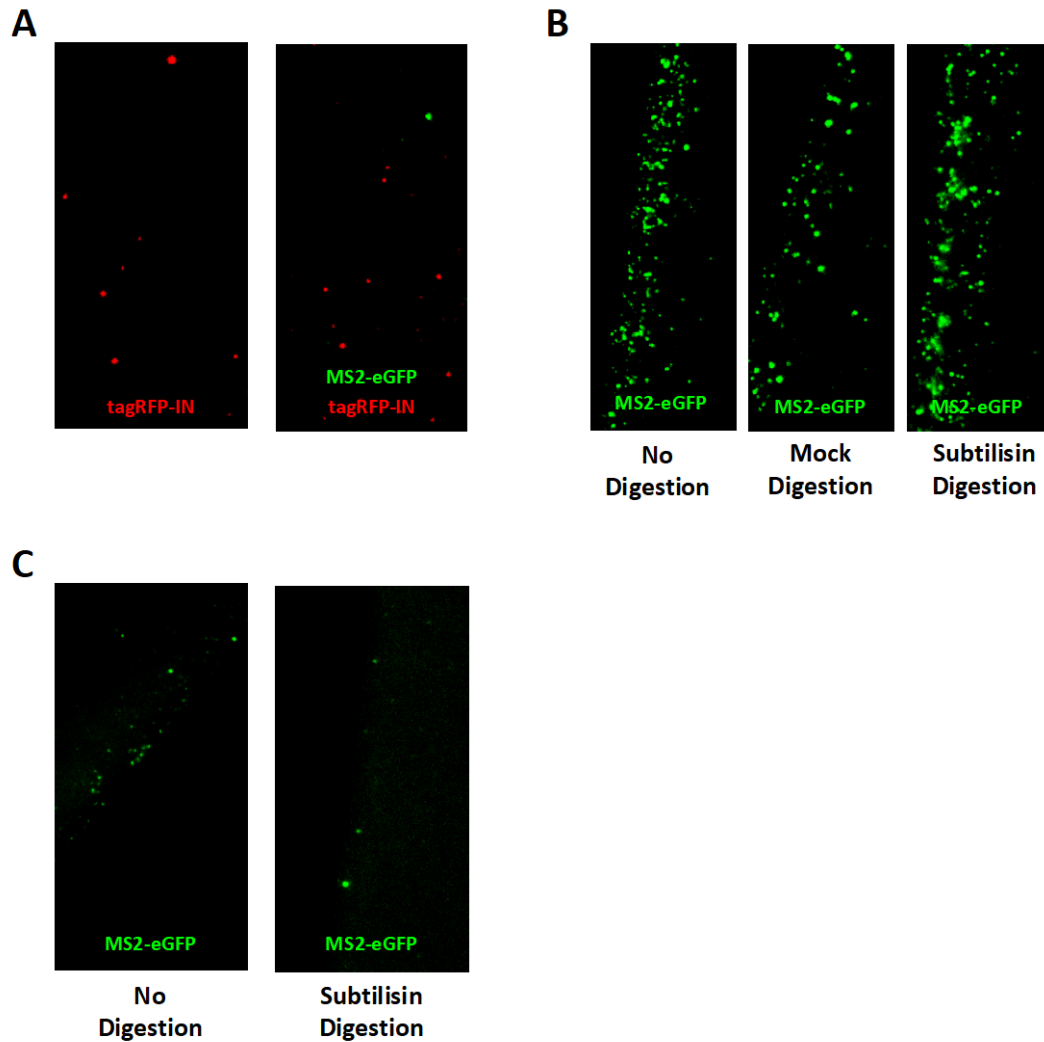 A
B
tagRFP-IN
MS2-eGFP
tagRFP-IN
MS2-eGFP
MS2-eGFP
MS2-eGFP
No
Digestion
Mock
Digestion
Subtilisin
Digestion
C
MS2-eGFP
MS2-eGFP
No
Digestion
Subtilisin
Digestion